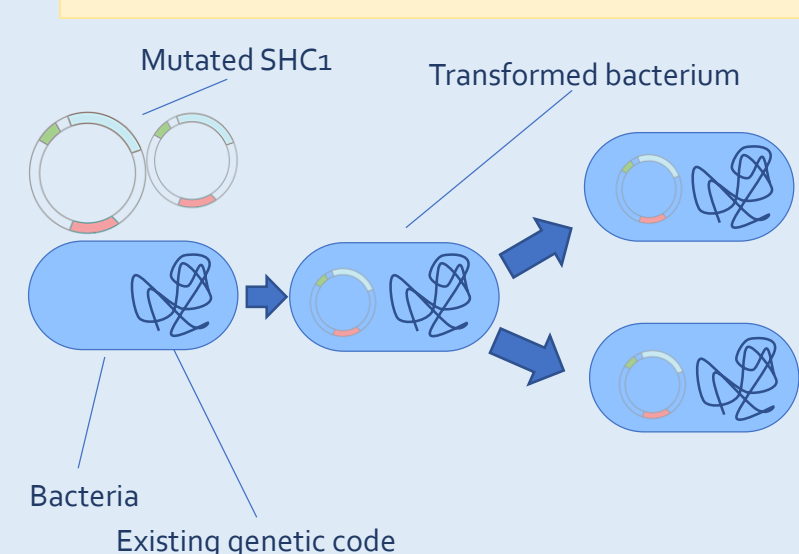 Mutated SHC1
Transformed bacterium
Bacteria
Existing genetic code